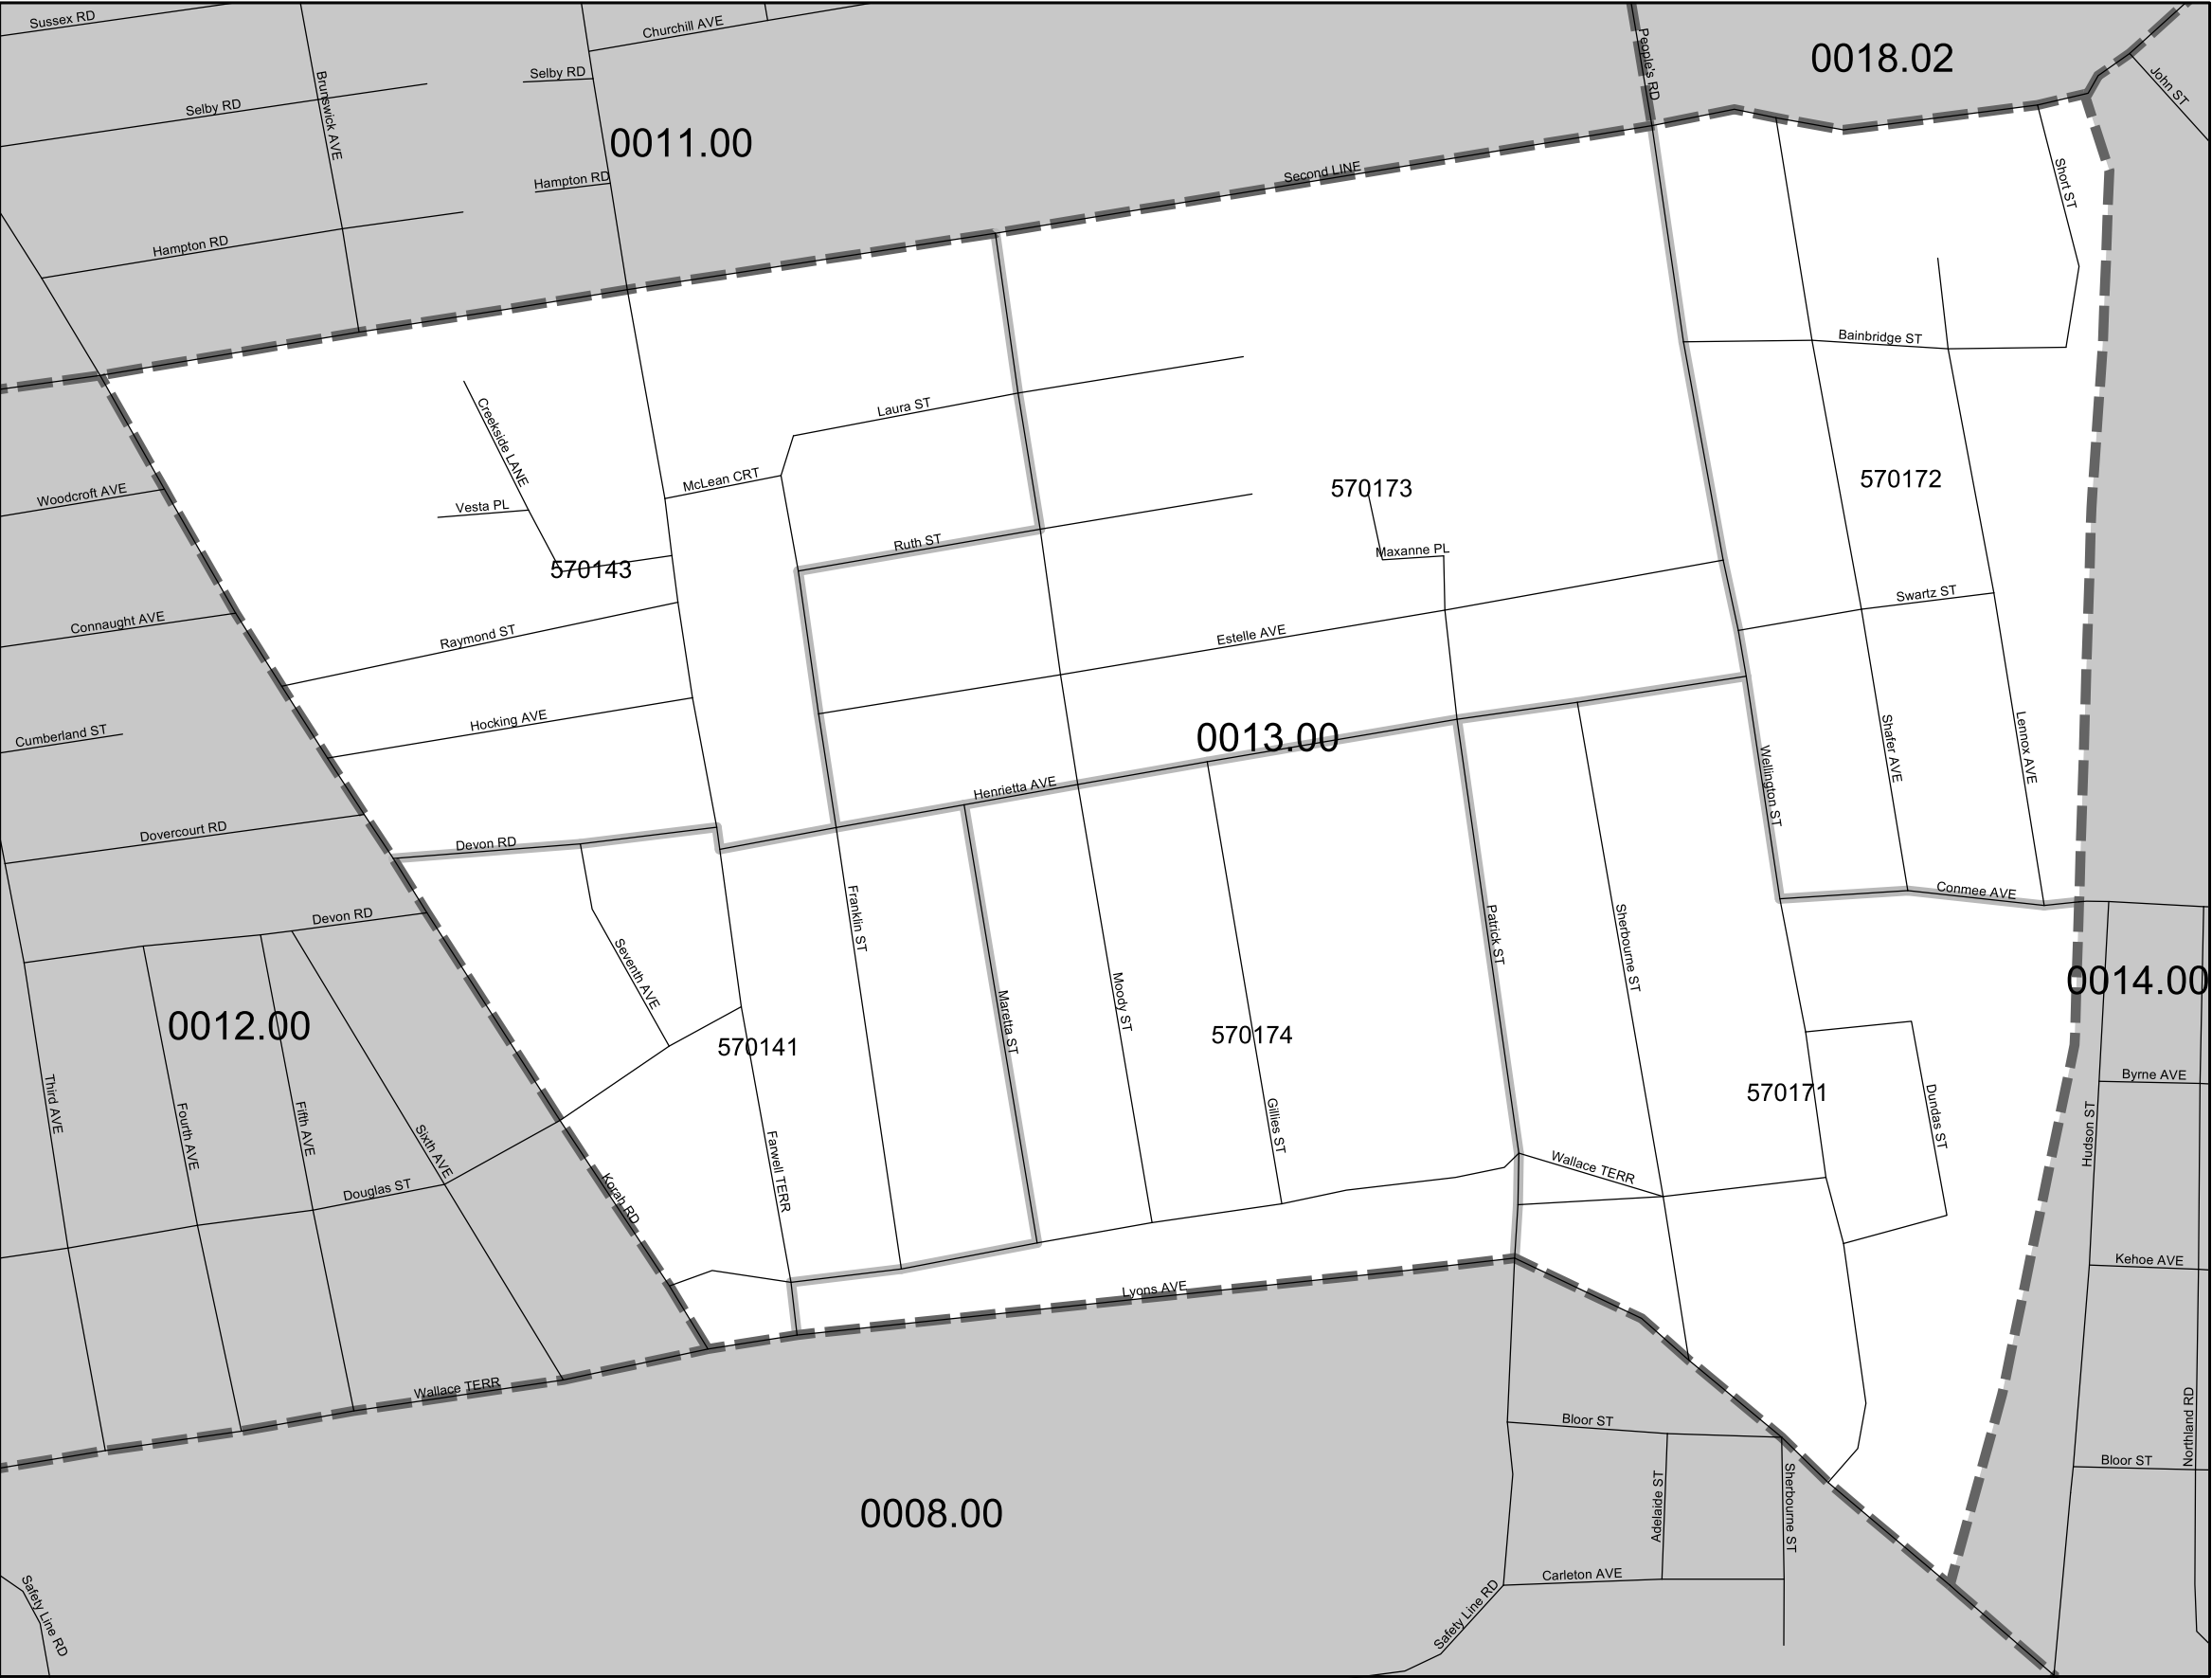 Sussex RD
Churchill AVE
People's RD
0018.02
John ST
Selby RD
Brunswick AVE
Selby RD
0011.00
Hampton RD
Second LINE
Short ST
Hampton RD
Bainbridge ST
Creekside LANE
Laura ST
McLean CRT
570173
570172
Woodcroft AVE
Vesta PL
Ruth ST
Maxanne PL
570143
Swartz ST
Connaught AVE
Raymond ST
Estelle AVE
Hocking AVE
Cumberland ST
0013.00
Wellington ST
Shafer AVE
Lennox AVE
Henrietta AVE
Dovercourt RD
Devon RD
Conmee AVE
Devon RD
Franklin ST
Patrick ST
Sherbourne ST
Seventh AVE
0014.00
0012.00
Maretta ST
Moody ST
570174
570141
570171
Byrne AVE
Third AVE
Fourth AVE
Fifth AVE
Sixth AVE
Gillies ST
Dundas ST
Hudson ST
Farwell TERR
Wallace TERR
Douglas ST
Korah RD
Kehoe AVE
Lyons AVE
Wallace TERR
Northland RD
Bloor ST
Bloor ST
0008.00
Adelaide ST
Sherbourne ST
Carleton AVE
Safety Line RD
Safety Line RD